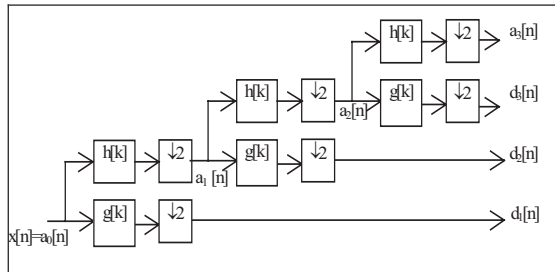 h[k] ↓2 a₃[n]
h[k] ↓2 a₂[n] g[k] ↓2 d₃[n]
h[k] ↓2 a₁[n] g[k] ↓2 d₂[n]
x[n]=a₀[n] g[k] ↓2 d₁[n]